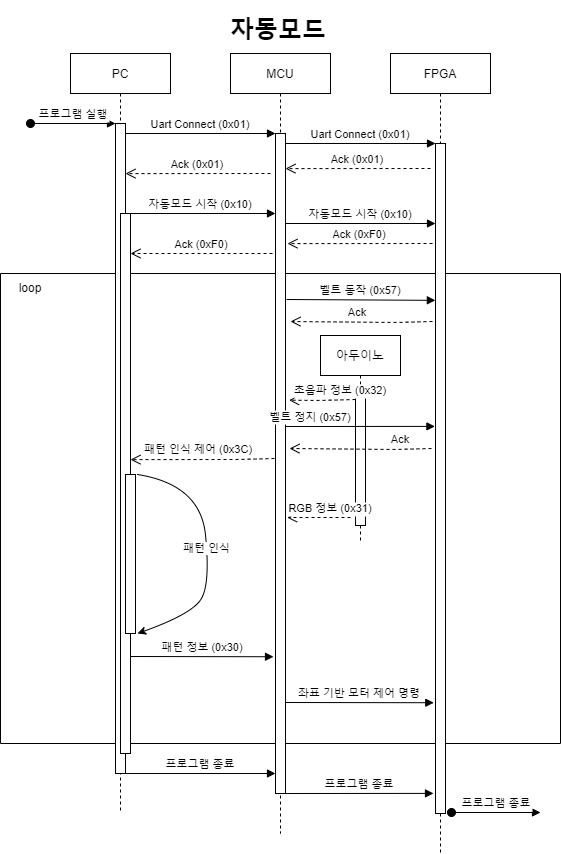 자동모드
PC
MCU
FPGA
프로그램 실행
Uart Connect (0x01)
Uart Connect (0x01)
Ack (0x01)
Ack (0x01)
자동모드 시작 (0x10)
자동모드 시작 (0x10)
Ack (0xF0)
Ack (0xF0)
loop
벨트 동작 (0x57)
Ack
아두이노
초음파 정보 (0x32)
벨트 정지 (0x57)
Ack
패턴 인식 제어 (0x3C)
RGB 정보 (0x31)
패턴 인식
패턴 정보 (0x30)
좌표 기반 모터 제어 명령
프로그램 종료
프로그램 종료
프로그램 종료